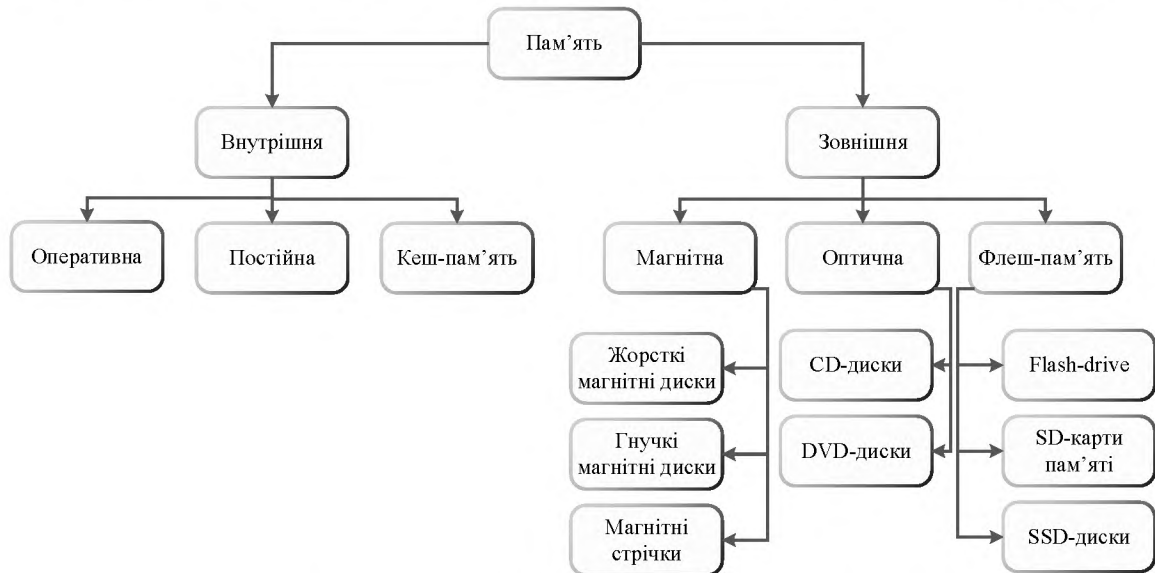 Пам’ять
Внутрішня
Зовнішня
Оперативна
Постійна
Кеш-пам’ять
Магнітна
Оптична
Флеш-пам’ять
Жорсткі
магнітні диски
Гнучкі
магнітні диски
Магнітні
стрічки
CD-диски
DVD-диски
Flash-drive
SD-карти
пам’яті
SSD-диски